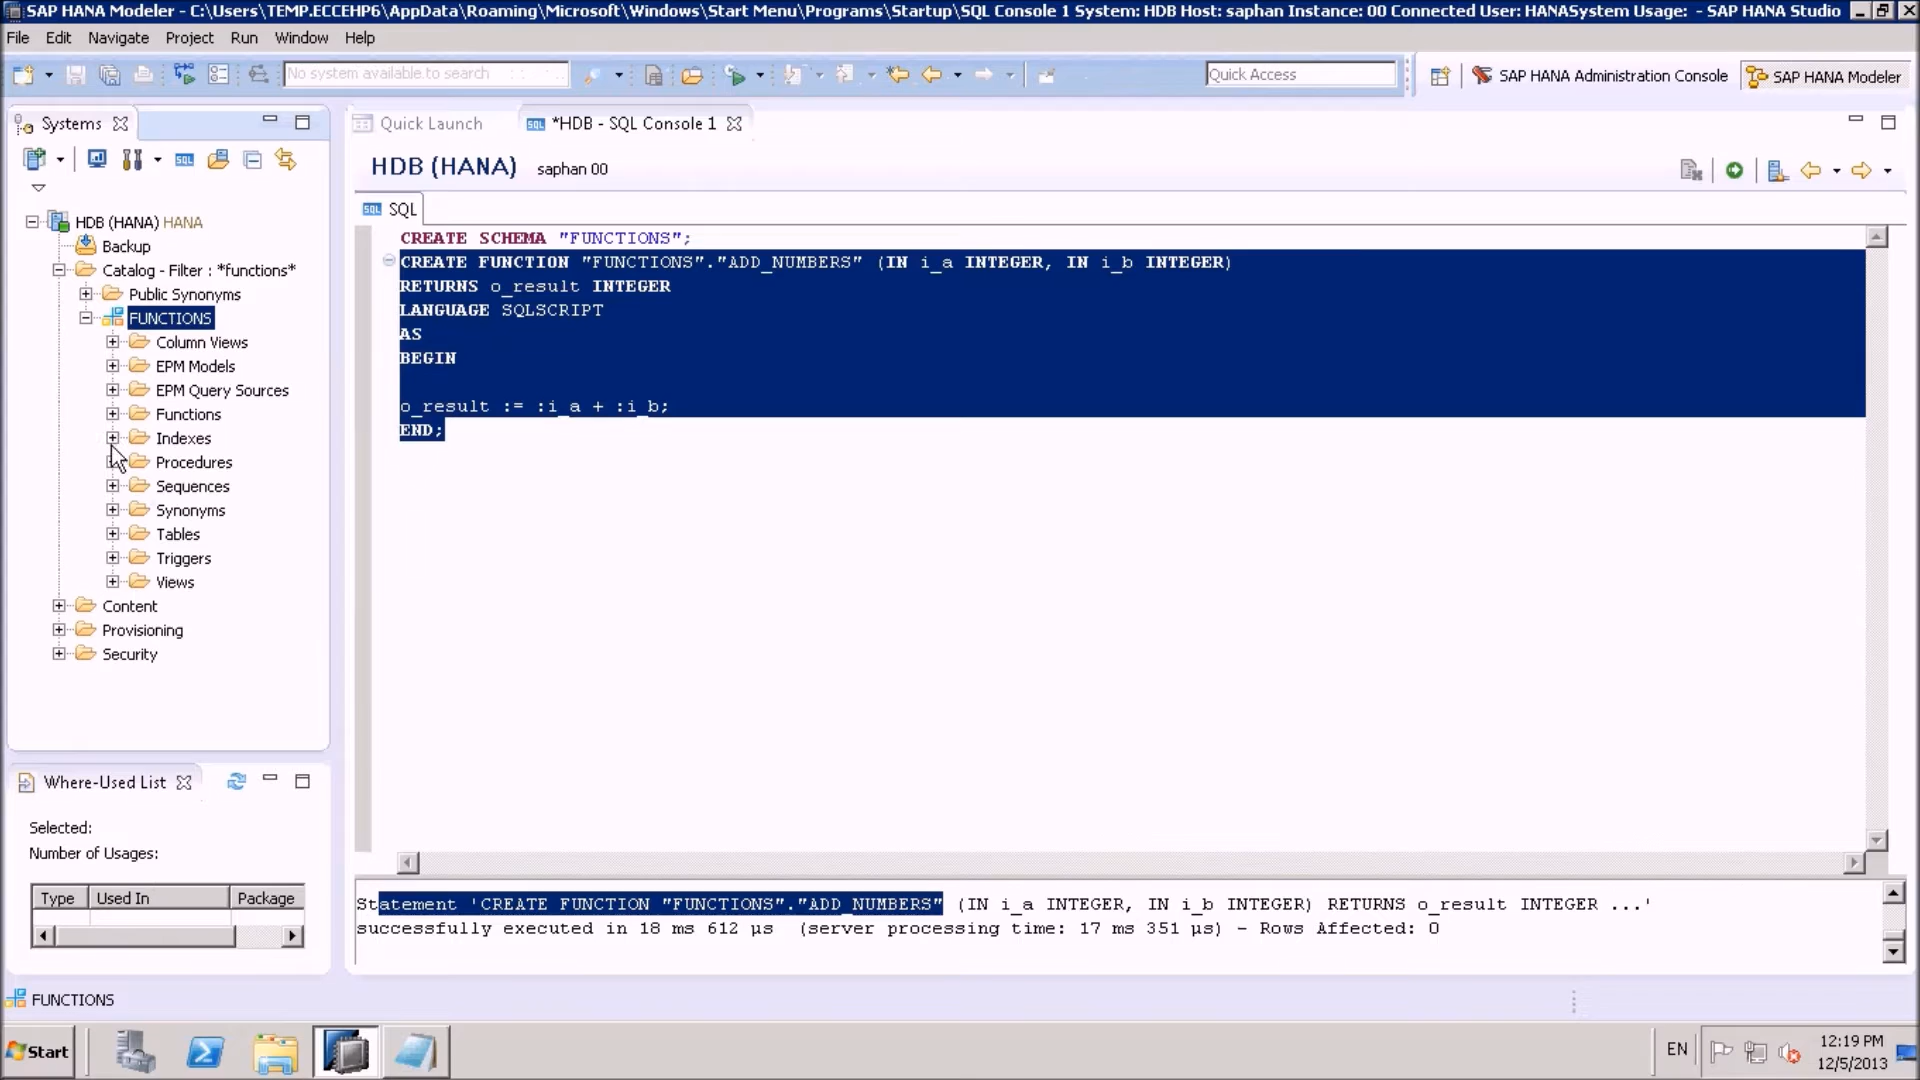 SAP HANA Modeler - C:\Users\TEMP.ECCEHP6\AppData\Roaming\Microsoft\Windows\Start Menu\Programs\Startup\SQL Console 1 System: HDB Host: saphan Instance: 00 Connected User: HANASystem Usage:  - SAP HANA Studio
File Edit Navigate Project Run Window Help
No system available to search
Quick Access
SAP HANA Administration Console
SAP HANA Modeler
Systems
Quick Launch
*HDB - SQL Console 1
SQL
HDB (HANA) saphan 00
SQL
HDB (HANA) HANA
Backup
Catalog - Filter : *functions*
Public Synonyms
FUNCTIONS
Column Views
EPM Models
EPM Query Sources
Functions
Indexes
Procedures
Sequences
Synonyms
Tables
Triggers
Views
Content
Provisioning
Security
CREATE SCHEMA "FUNCTIONS";
CREATE FUNCTION "FUNCTIONS"."ADD_NUMBERS" (IN i_a INTEGER, IN i_b INTEGER)
RETURNS o_result INTEGER
LANGUAGE SQLSCRIPT
AS
BEGIN
o_result := :i_a + :i_b;
END;
Where-Used List
Selected:
Number of Usages:
Type Used In Package
Statement 'CREATE FUNCTION "FUNCTIONS"."ADD_NUMBERS" (IN i_a INTEGER, IN i_b INTEGER) RETURNS o_result INTEGER ...'
successfully executed in 18 ms 612 µs  (server processing time: 17 ms 351 µs) - Rows Affected: 0
FUNCTIONS
Start
EN
12:19 PM
12/5/2013